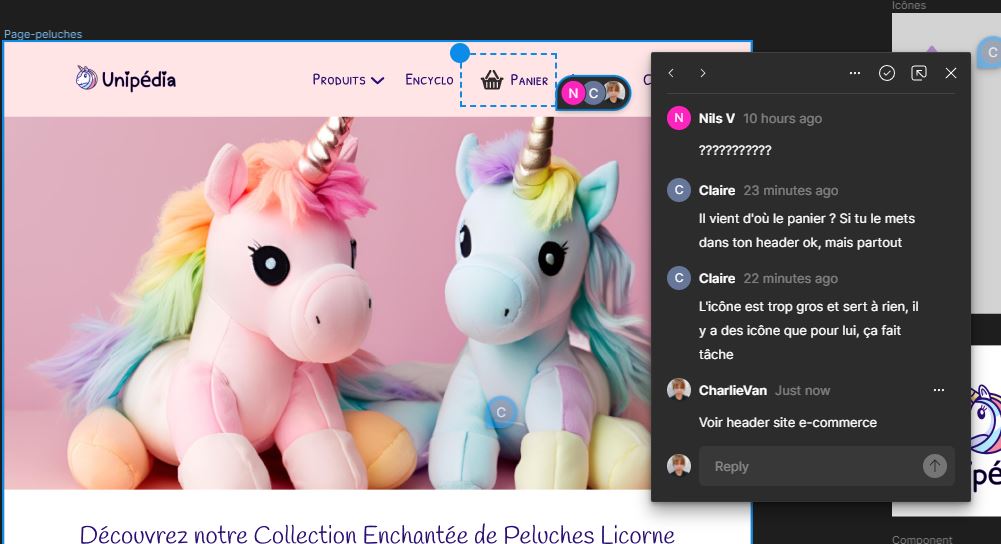 Icônes
Page-peluches
Unipédia
Produits
Encyclo
Panier
C
N
C
C
N
Nils V 10 hours ago
???????????
C
Claire 23 minutes ago
Il vient d'où le panier ? Si tu le mets
dans ton header ok, mais partout
C
Claire 22 minutes ago
L'icône est trop gros et sert à rien, il
y a des icône que pour lui, ça fait
tâche
CharlieVan Just now
Voir header site e-commerce
Reply
C
Découvrez notre Collection Enchantée de Peluches Licorne
pé
Component